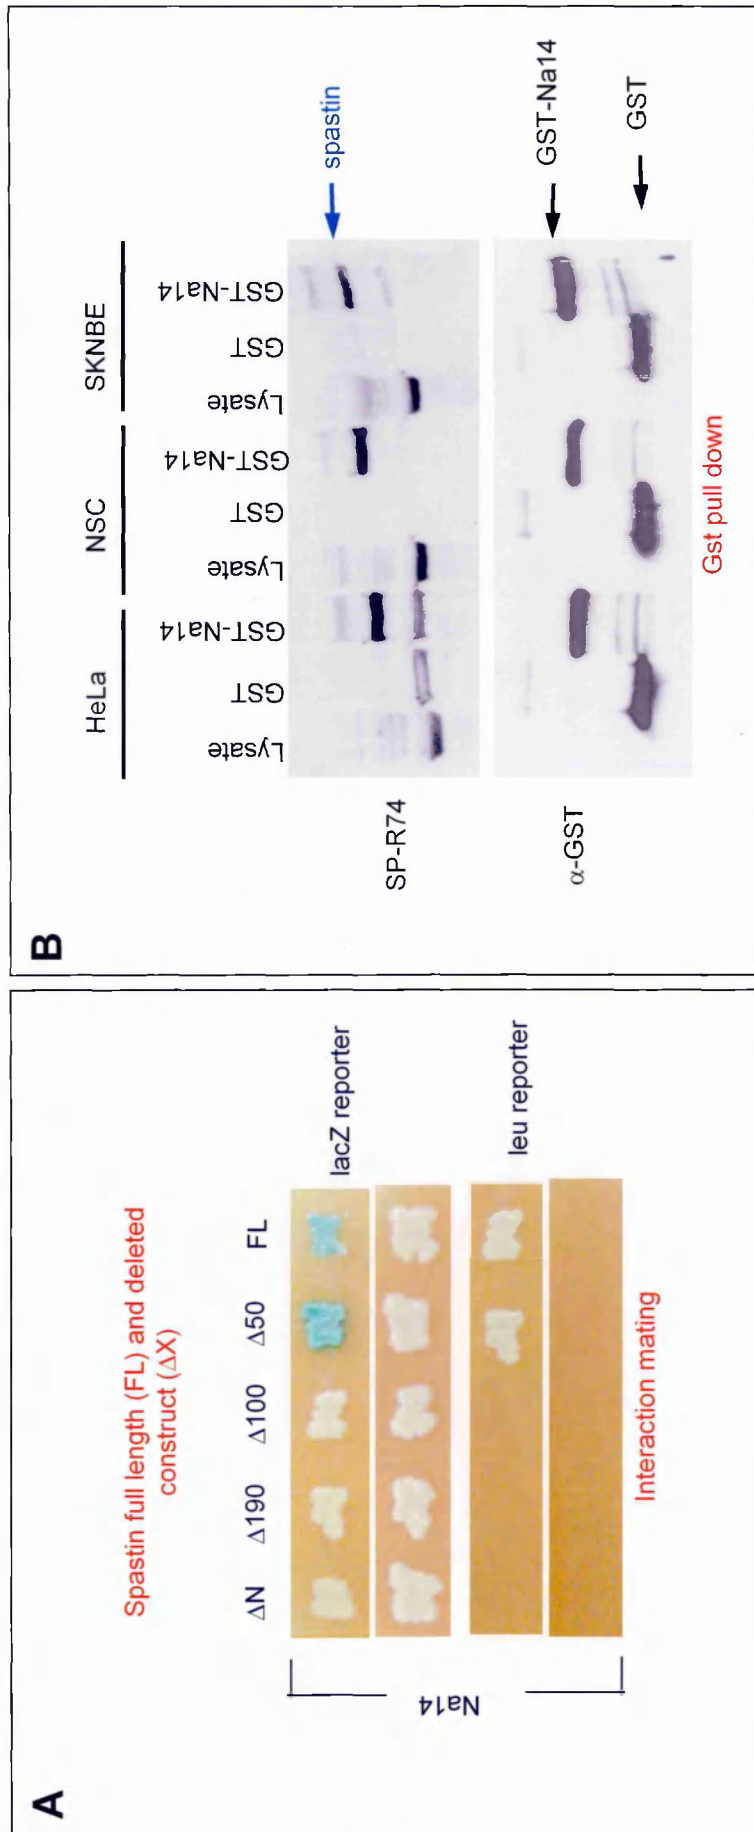 A
Spastin full length (FL) and deleted
construct (ΔX)
ΔN Δ190 Δ100 Δ50 FL
lacZ reporter
leu reporter
Na14
Interaction mating
B
HeLa NSC SKNBE
Lysate GST GST-Na14 Lysate GST GST-Na14 Lysate GST GST-Na14
SP-R74
spastin
α-GST
GST-Na14
GST
Gst pull down